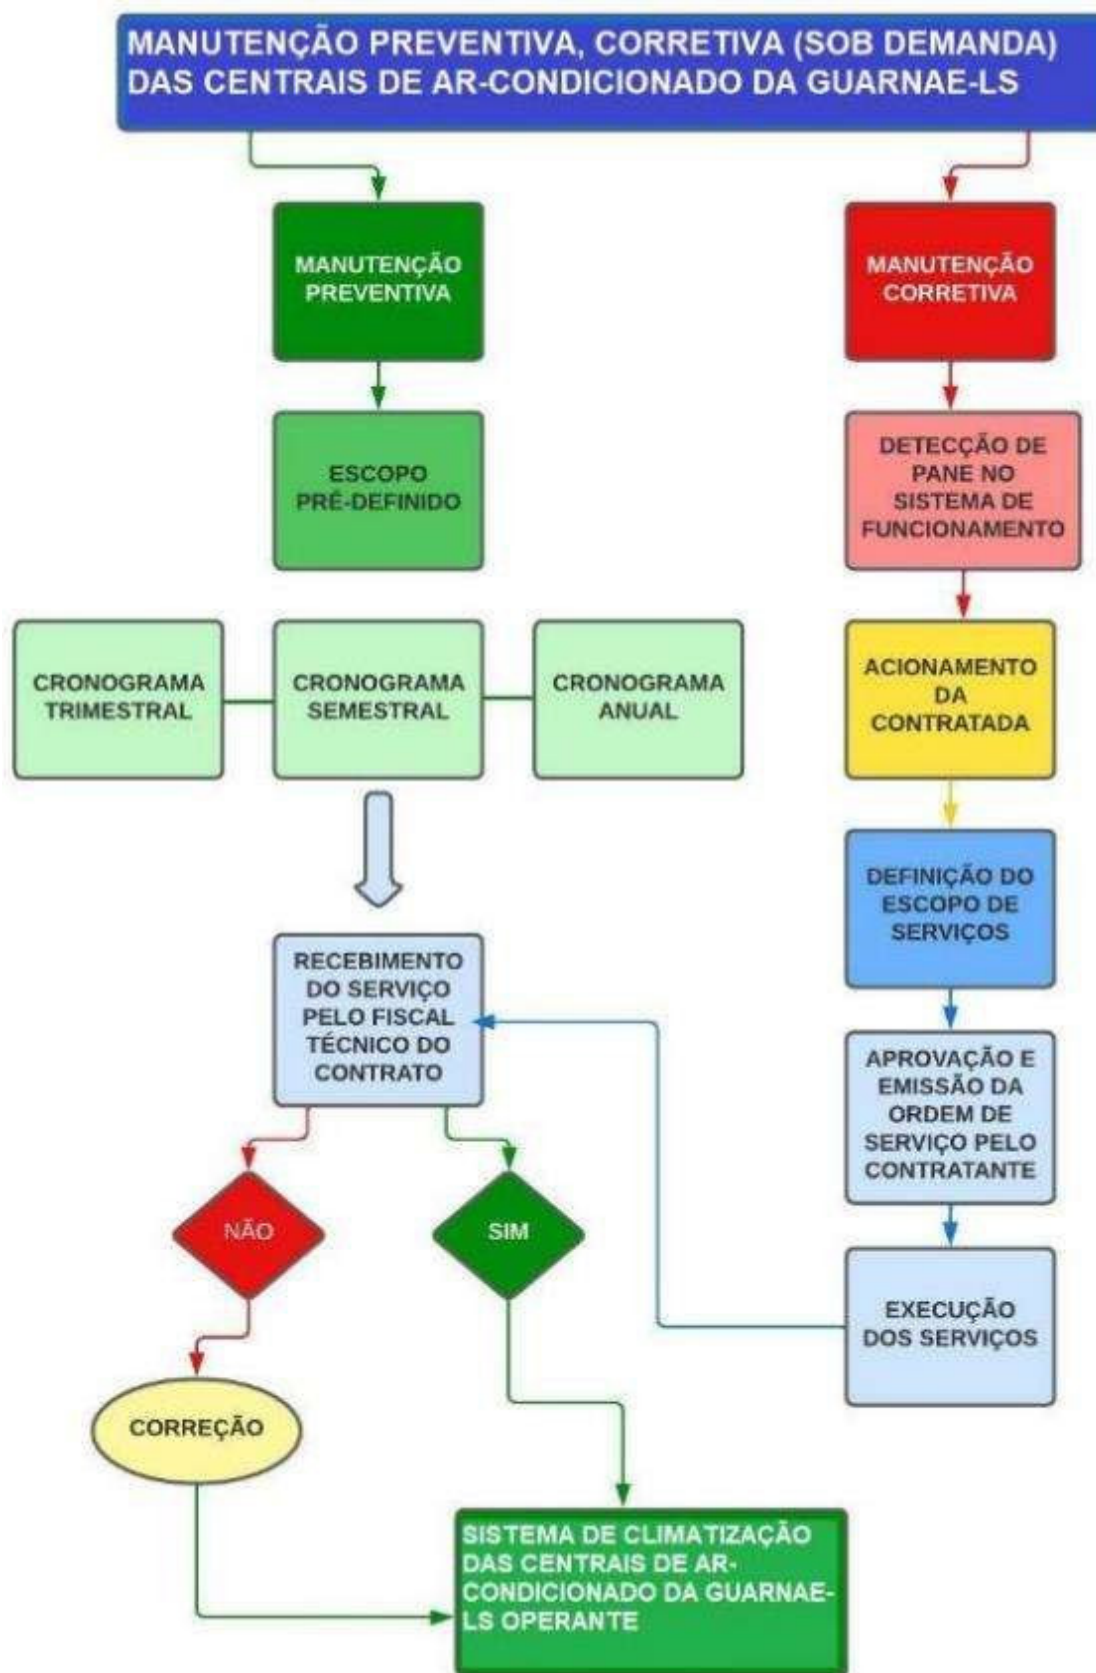 MANUTENÇÃO PREVENTIVA, CORRETIVA (SOB DEMANDA)
DAS CENTRAIS DE AR-CONDICIONADO DA GUARNAE-LS
MANUTENÇÃO
PREVENTIVA
MANUTENÇÃO
CORRETIVA
ESCOPO
PRÉ-DEFINIDO
DETECÇÃO DE
PANE NO
SISTEMA DE
FUNCIONAMENTO
CRONOGRAMA
TRIMESTRAL
CRONOGRAMA
SEMESTRAL
CRONOGRAMA
ANUAL
ACIONAMENTO
DA
CONTRATADA
DEFINIÇÃO DO
ESCOPO DE
SERVIÇOS
RECEBIMENTO
DO SERVIÇO
PELO FISCAL
TÉCNICO DO
CONTRATO
APROVAÇÃO E
EMISSÃO DA
ORDEM DE
SERVIÇO PELO
CONTRATANTE
NÃO
SIM
EXECUÇÃO
DOS SERVIÇOS
CORREÇÃO
SISTEMA DE CLIMATIZAÇÃO
DAS CENTRAIS DE AR-
CONDICIONADO DA GUARNAE-
LS OPERANTE